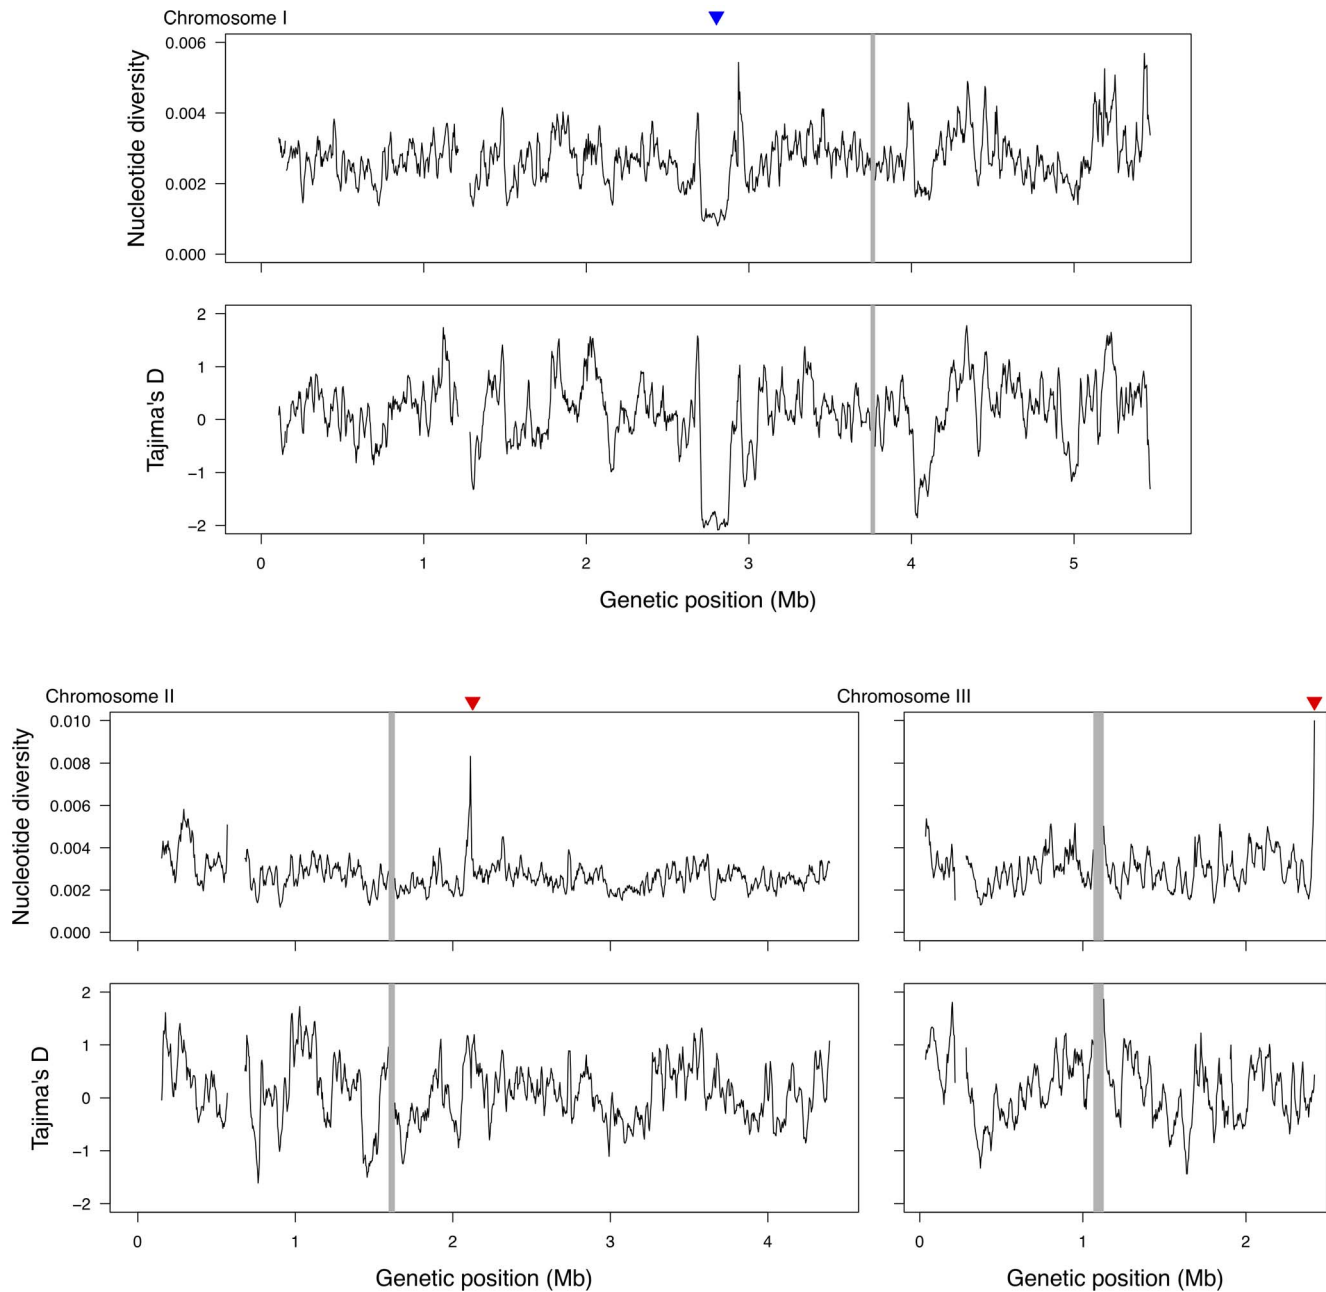 Chromosome I
Nucleotide diversity
0.006
0.004
0.002
0.000
Tajima's D
2
1
0
−1
−2
0 1 2 3 4 5
Genetic position (Mb)
Chromosome II
Chromosome III
Nucleotide diversity
0.010
0.008
0.006
0.004
0.002
0.000
Tajima's D
2
1
0
−1
−2
0 1 2 3 4
0 1 2
Genetic position (Mb)
Genetic position (Mb)